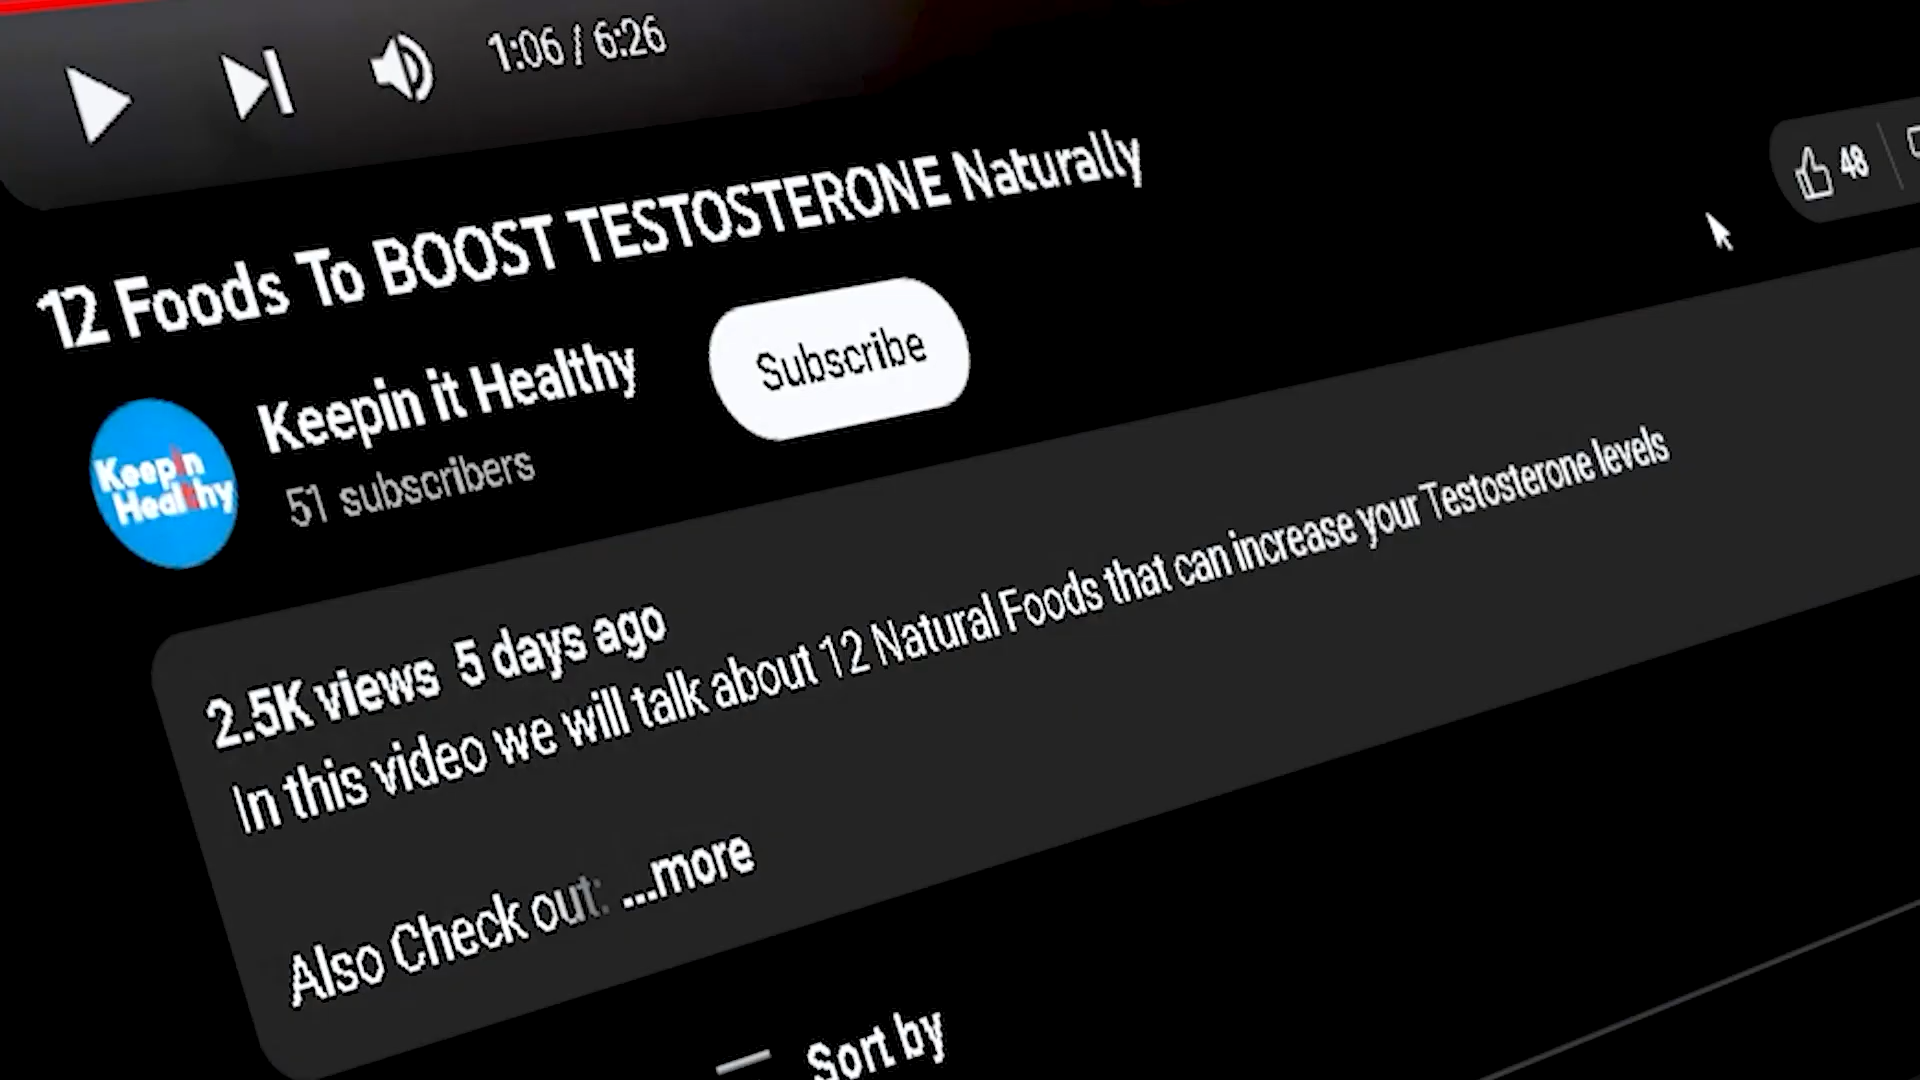 1:06 / 6:26
48
12 Foods To BOOST TESTOSTERONE Naturally
Keepin it Healthy
Subscribe
51 subscribers
Keepin
Healthy
2.5K views 5 days ago
In this video we will talk about 12 Natural Foods that can increase your Testosterone levels
Also Check out: ...more
Sort by